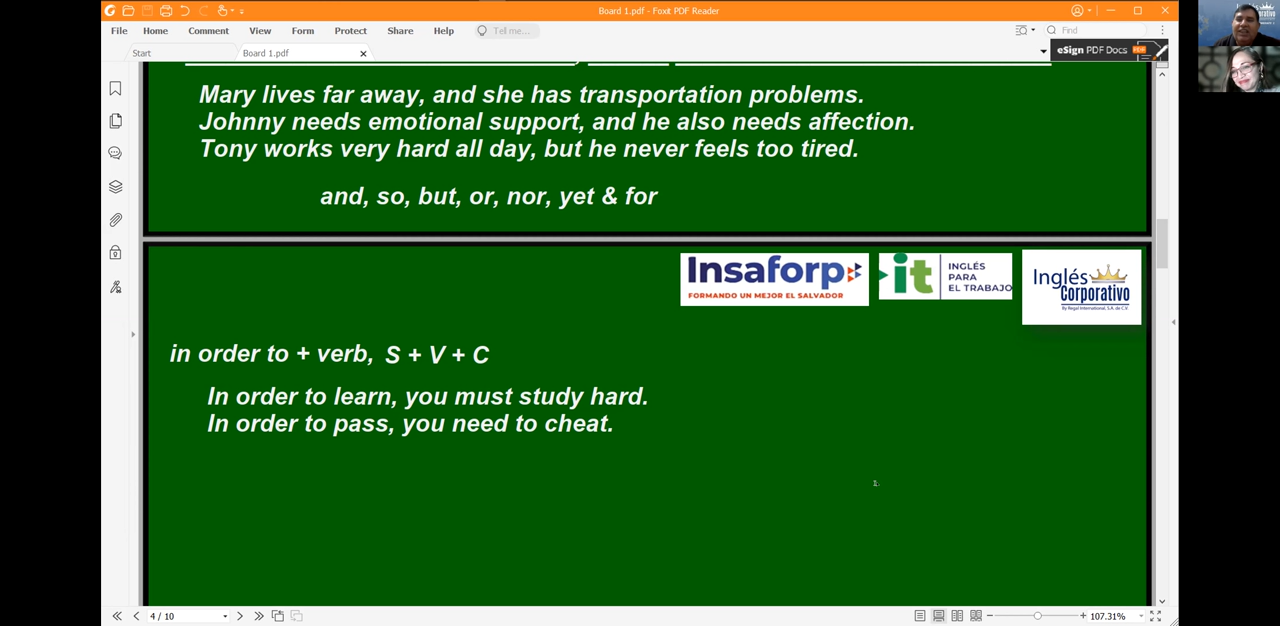 Board 1.pdf - Foxit PDF Reader
File Home Comment View Form Protect Share Help Tell me... Find
Start Board 1.pdf eSign PDF Docs
Mary lives far away, and she has transportation problems.
Johnny needs emotional support, and he also needs affection.
Tony works very hard all day, but he never feels too tired.
and, so, but, or, nor, yet & for
Insaforp
FORMANDO UN MEJOR EL SALVADOR
it
INGLÉS
PARA
EL TRABAJO
Inglés
Corporativo
By Regal International, S.A. de C.V.
in order to + verb, S + V + C
In order to learn, you must study hard.
In order to pass, you need to cheat.
4 / 10
107.31%